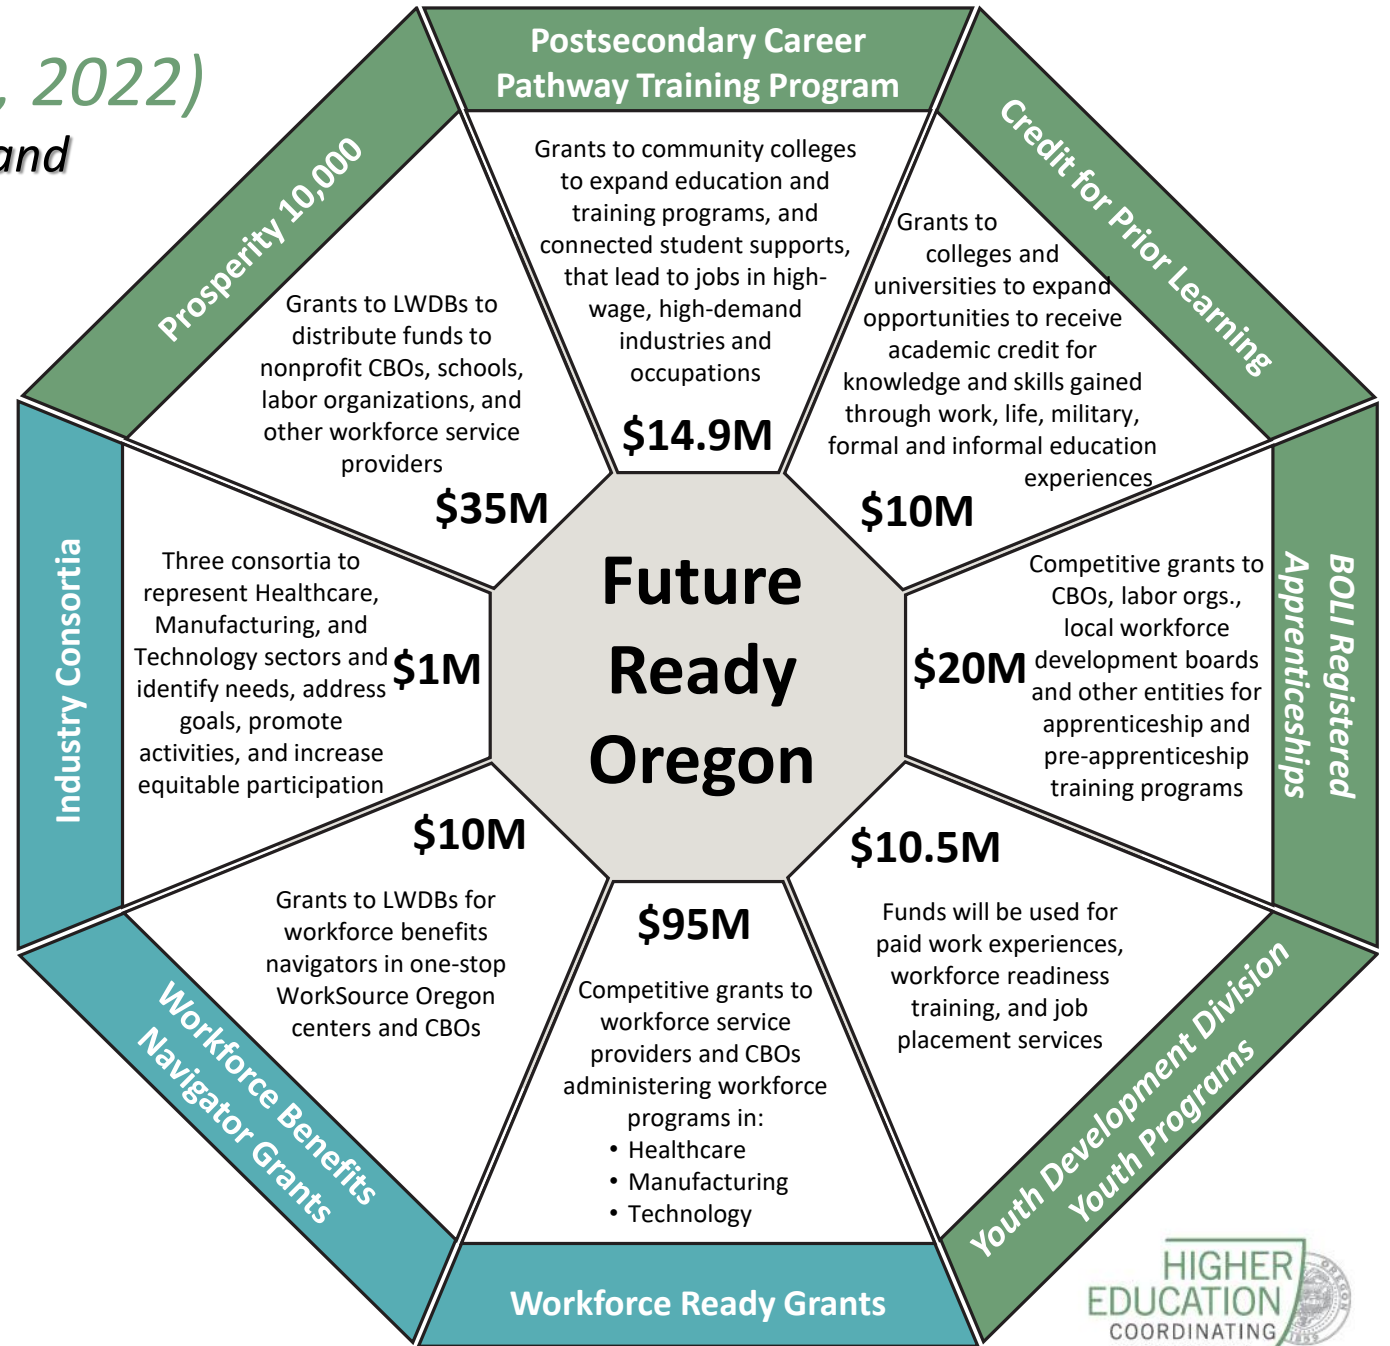 , 2022)
and
Postsecondary Career
Pathway Training Program
Grants to community colleges
to expand education and
training programs, and
connected student supports,
that lead to jobs in high-
wage, high-demand
industries and
occupations
$14.9M
Credit for Prior Learning
Grants to
colleges and
universities to expand
opportunities to receive
academic credit for
knowledge and skills gained
through work, life, military,
formal and informal education
experiences
$10M
BOLI Registered
Apprenticeships
Competitive grants to
CBOs, labor orgs.,
local workforce
development boards
and other entities for
apprenticeship and
pre-apprenticeship
training programs
$20M
Youth Development Division
Youth Programs
$10.5M
Funds will be used for
paid work experiences,
workforce readiness
training, and job
placement services
$95M
Competitive grants to
workforce service
providers and CBOs
administering workforce
programs in:
• Healthcare
• Manufacturing
• Technology
Workforce Ready Grants
$10M
Grants to LWDBs for
workforce benefits
navigators in one-stop
WorkSource Oregon
centers and CBOs
Workforce Benefits
Navigator Grants
Industry Consortia
Three consortia to
represent Healthcare,
Manufacturing, and
Technology sectors and
identify needs, address
goals, promote
activities, and increase
equitable participation
$1M
Prosperity 10,000
Grants to LWDBs to
distribute funds to
nonprofit CBOs, schools,
labor organizations, and
other workforce service
providers
$35M
Future
Ready
Oregon
HIGHER
EDUCATION
COORDINATING
OREGON
1859